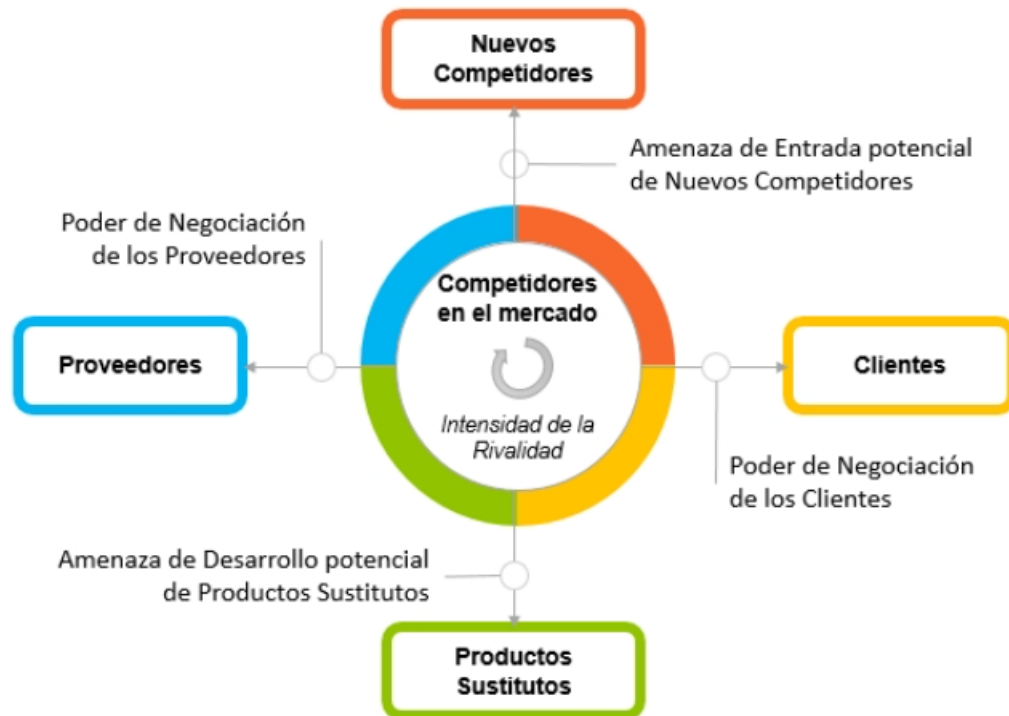 Nuevos
Competidores
Amenaza de Entrada potencial
de Nuevos Competidores
Poder de Negociación
de los Proveedores
Competidores
en el mercado
Proveedores
Clientes
Intensidad de la
Rivalidad
Poder de Negociación
de los Clientes
Amenaza de Desarrollo potencial
de Productos Sustitutos
Productos
Sustitutos